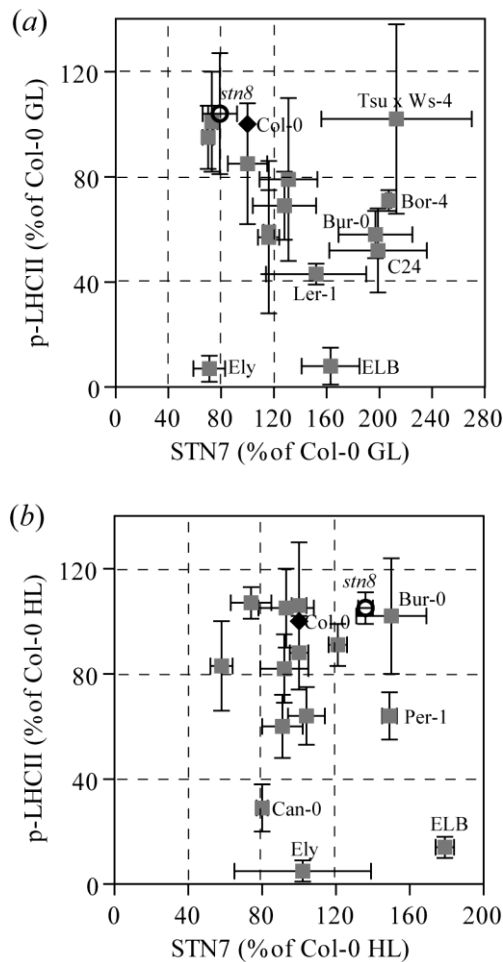 (a)
p-LHCII (%of Col-0 GL)
120
80
40
0
stn8
Col-0
Tsu x Ws-4
Bor-4
Bur-0
C24
Ler-1
Ely
ELB
0 40 80 120 160 200 240 280
STN7 (%of Col-0 GL)
(b)
p-LHCII (%of Col-0 HL)
120
80
40
0
stn8
Bur-0
Col-0
Per-1
Can-0
ELB
Ely
0 40 80 120 160 200
STN7 (%of Col-0 HL)